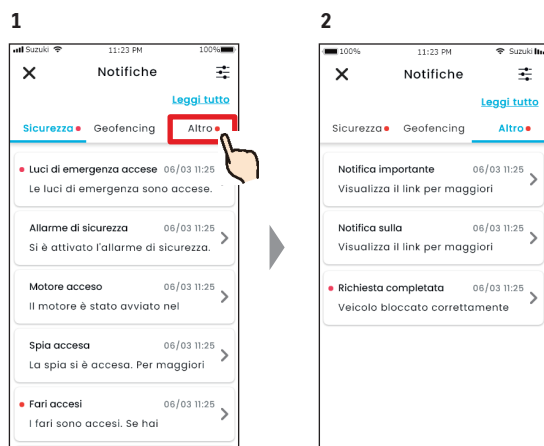 1
Suzuki 11:23 PM 100%
Notifiche
Leggi tutto
Sicurezza Geofencing Altro
Luci di emergenza accese 06/03 11:25
Le luci di emergenza sono accese.
Allarme di sicurezza 06/03 11:25
Si è attivato l'allarme di sicurezza.
Motore acceso 06/03 11:25
Il motore è stato avviato nel
Spia accesa 06/03 11:25
La spia si è accesa. Per maggiori
Fari accesi 06/03 11:25
I fari sono accesi. Se hai
2
100% 11:23 PM Suzuki
Notifiche
Leggi tutto
Sicurezza Geofencing Altro
Notifica importante 06/03 11:25
Visualizza il link per maggiori
Notifica sulla 06/03 11:25
Visualizza il link per maggiori
Richiesta completata 06/03 11:25
Veicolo bloccato correttamente